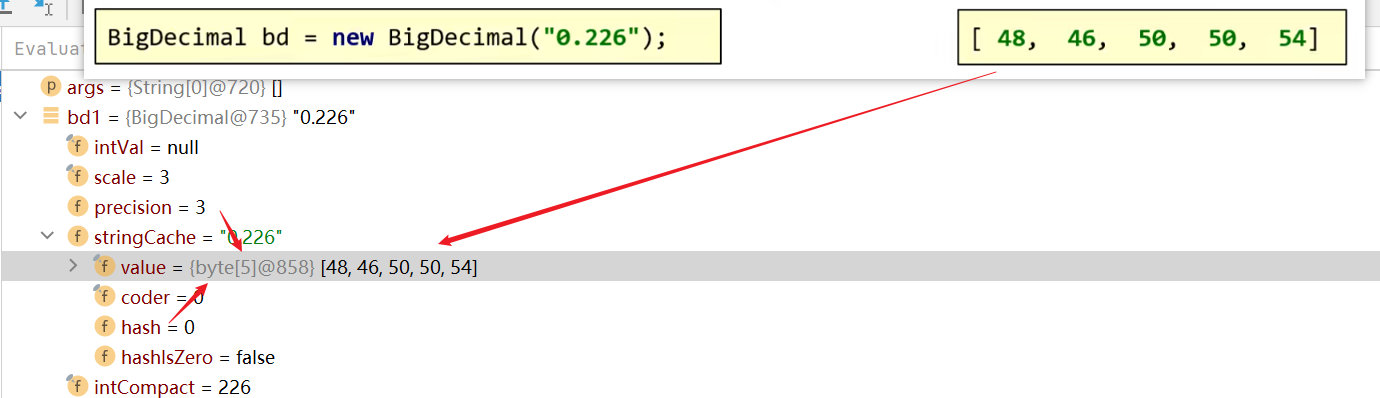 Evalua
BigDecimal bd = new BigDecimal("0.226");
[ 48, 46, 50, 50, 54]
p args = {String[0]@720} []
bd1 = {BigDecimal@735} "0.226"
f intVal = null
f scale = 3
f precision = 3
f stringCache = "0.226"
f value = {byte[5]@858} [48, 46, 50, 50, 54]
f coder = 0
f hash = 0
f hashIsZero = false
f intCompact = 226